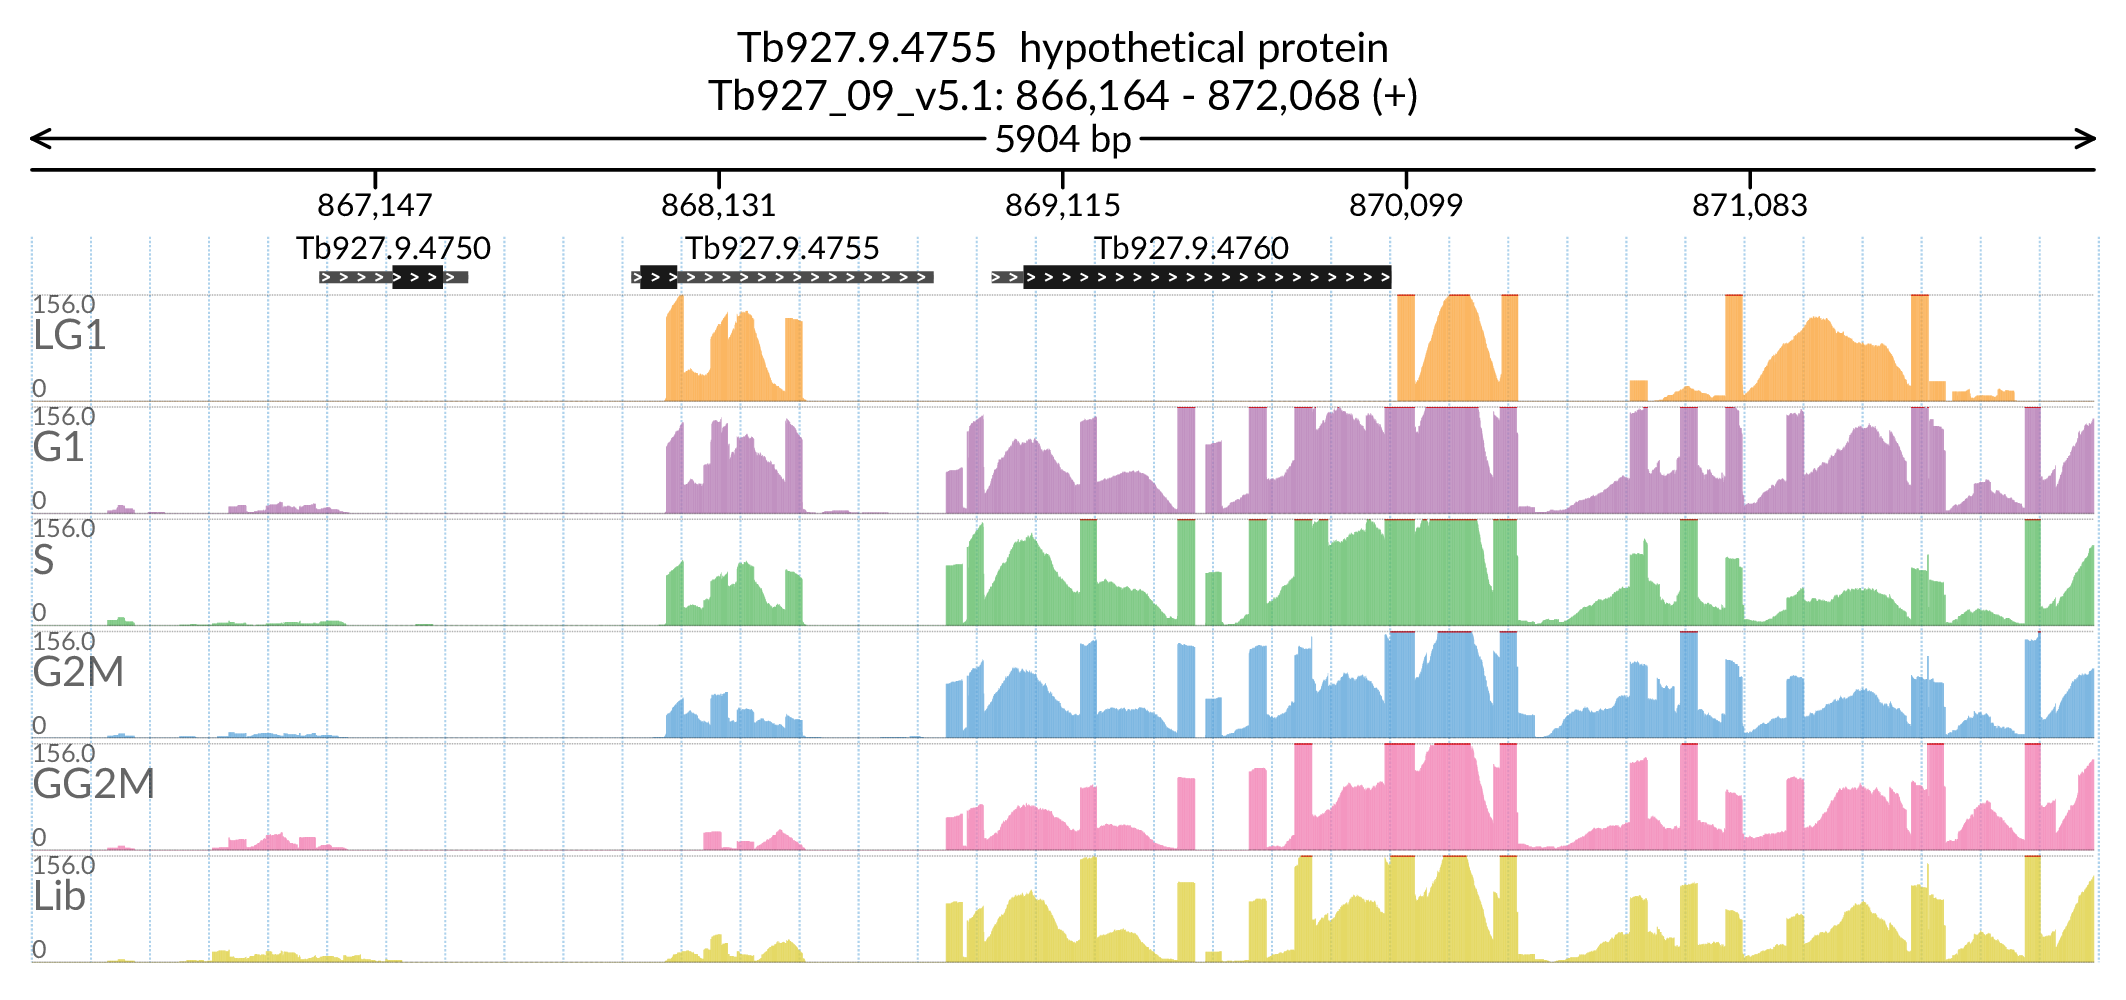 Tb927.9.4755 hypothetical protein
Tb927_09_v5.1: 866,164 - 872,068 (+)
5904 bp
867,147 868,131 869,115 870,099 871,083
Tb927.9.4750 Tb927.9.4755 Tb927.9.4760
156.0
LG1
0
156.0
G1
0
156.0
S
0
156.0
G2M
0
156.0
GG2M
0
156.0
Lib
0